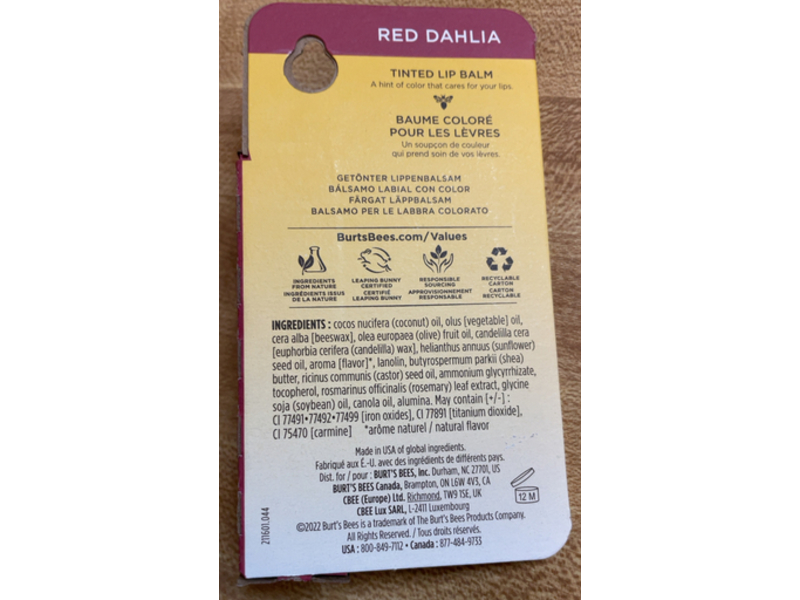 RED DAHLIA
TINTED LIP BALM
A hint of color that cares for your lips.
BAUME COLORÉ
POUR LES LÈVRES
Un soupçon de couleur
qui prend soin de vos lèvres.
GETÖNTER LIPPENBALSAM
BÁLSAMO LABIAL CON COLOR
FÄRGAT LÄPPBALSAM
BALSAMO PER LE LABBRA COLORATO
BurtsBees.com/Values
INGREDIENTS
FROM NATURE
INGRÉDIENTS ISSUS
DE LA NATURE
LEAPING BUNNY
CERTIFIED
CERTIFIÉ
LEAPING BUNNY
RESPONSIBLE
SOURCING
APPROVISIONNEMENT
RESPONSABLE
RECYCLABLE
CARTON
CARTON
RECYCLABLE
INGREDIENTS : cocos nucifera (coconut) oil, olus [vegetable] oil,
cera alba [beeswax], olea europaea (olive) fruit oil, candelilla cera
[euphorbia cerifera (candelilla) wax], helianthus annuus (sunflower)
seed oil, aroma [flavor]*, lanolin, butyrospermum parkii (shea)
butter, ricinus communis (castor) seed oil, ammonium glycyrrhizate,
tocopherol, rosmarinus officinalis (rosemary) leaf extract, glycine
soja (soybean) oil, canola oil, alumina. May contain [+/-] :
CI 77491•77492•77499 [iron oxides], CI 77891 [titanium dioxide],
CI 75470 [carmine] *arôme naturel / natural flavor
Made in USA of global ingredients.
Fabriqué aux É.-U. avec des ingrédients de différents pays.
Dist. for / pour : BURT'S BEES, Inc. Durham, NC 27701, US
BURT'S BEES Canada, Brampton, ON L6W 4V3, CA
CBEE (Europe) Ltd. Richmond, TW9 1SE, UK
CBEE Lux SARL, L-2411 Luxembourg
©2022 Burt's Bees is a trademark of The Burt's Bees Products Company.
All Rights Reserved. / Tous droits réservés.
USA : 800-849-7112 • Canada : 877-484-9733
12 M
211601.044